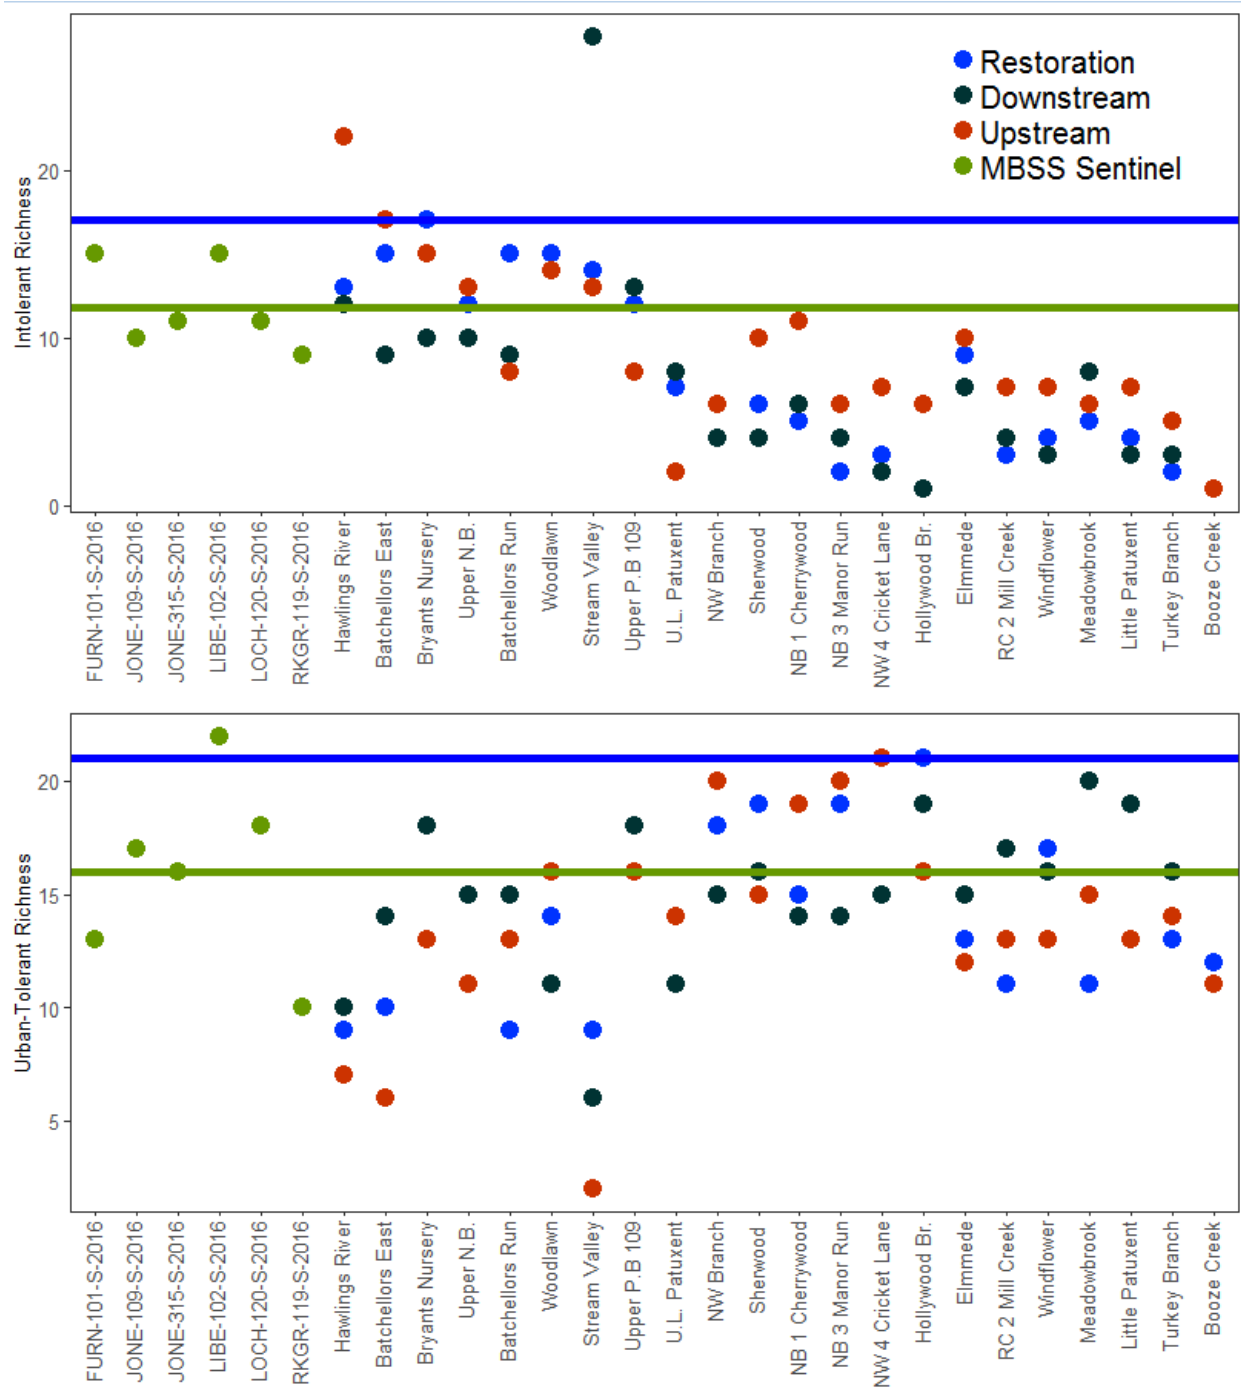 Intolerant Richness
20
10
0
Restoration
Downstream
Upstream
MBSS Sentinel
FURN-101-S-2016
JONE-109-S-2016
JONE-315-S-2016
LIBE-102-S-2016
LOCH-120-S-2016
RKGR-119-S-2016
Hawlings River
Batchellors East
Bryants Nursery
Upper N.B.
Batchellors Run
Woodlawn
Stream Valley
Upper P.B 109
U.L. Patuxent
NW Branch
Sherwood
NB 1 Cherrywood
NB 3 Manor Run
NW 4 Cricket Lane
Hollywood Br.
Elmmede
RC 2 Mill Creek
Windflower
Meadowbrook
Little Patuxent
Turkey Branch
Booze Creek
Urban-Tolerant Richness
20
15
10
5
FURN-101-S-2016
JONE-109-S-2016
JONE-315-S-2016
LIBE-102-S-2016
LOCH-120-S-2016
RKGR-119-S-2016
Hawlings River
Batchellors East
Bryants Nursery
Upper N.B.
Batchellors Run
Woodlawn
Stream Valley
Upper P.B 109
U.L. Patuxent
NW Branch
Sherwood
NB 1 Cherrywood
NB 3 Manor Run
NW 4 Cricket Lane
Hollywood Br.
Elmmede
RC 2 Mill Creek
Windflower
Meadowbrook
Little Patuxent
Turkey Branch
Booze Creek